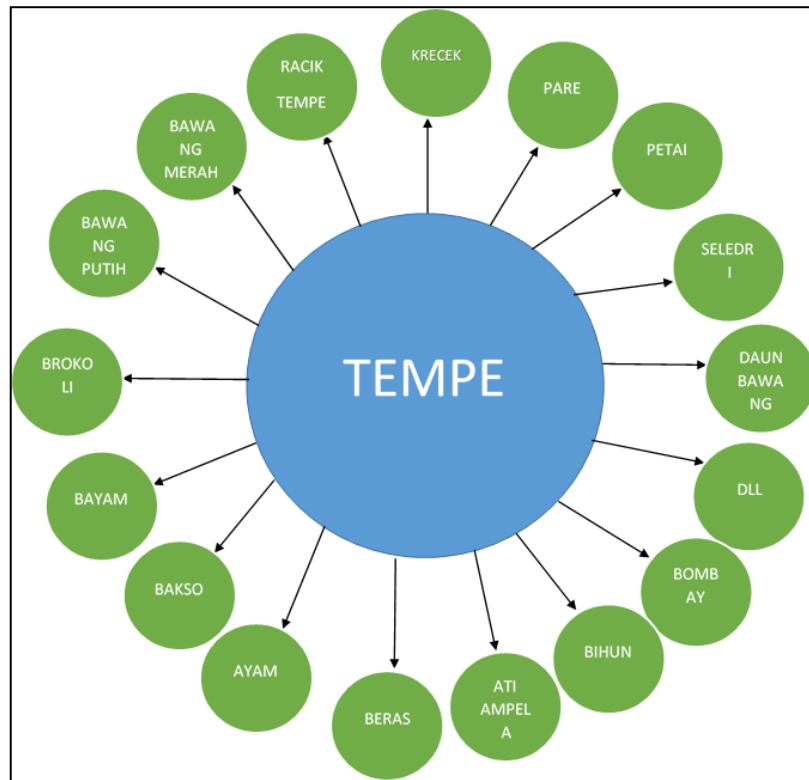 KRECEK
RACIK
TEMPE
PARE
BAWA
NG
MERAH
PETAI
BAWA
NG
PUTIH
SELEDR
I
BROKO
LI
TEMPE
DAUN
BAWA
NG
BAYAM
DLL
BAKSO
BOMB
AY
AYAM
BIHUN
BERAS
ATI
AMPEL
A